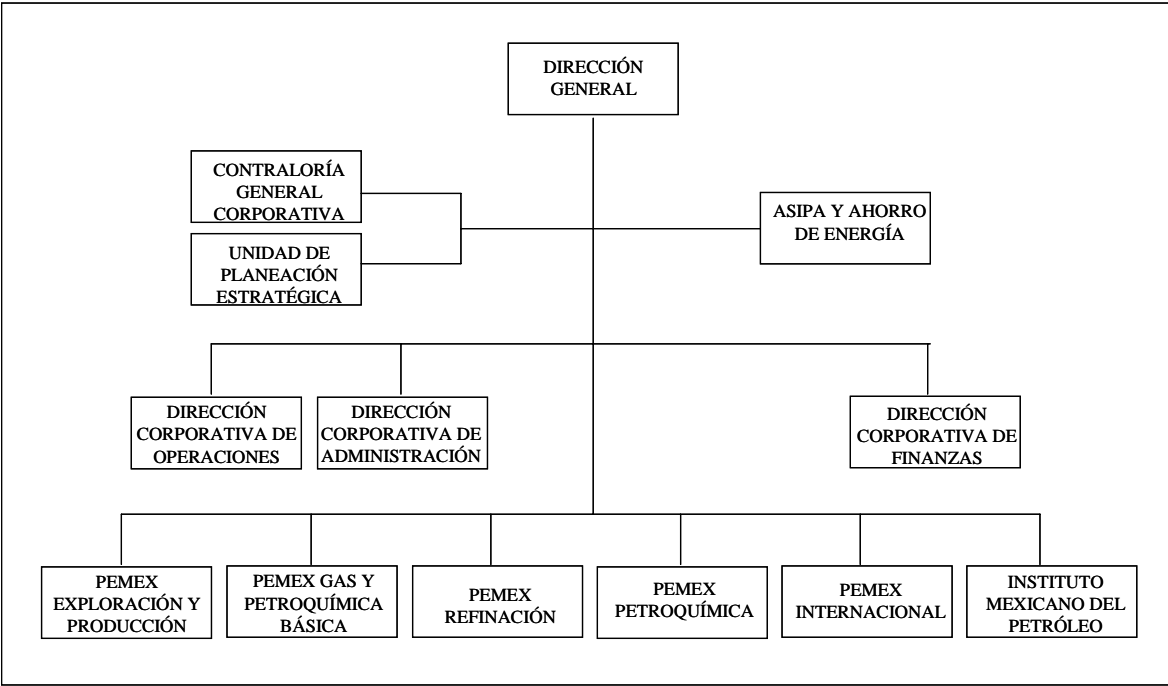 DIRECCIÓN
GENERAL
CONTRALORÍA
GENERAL
CORPORATIVA
UNIDAD DE
PLANEACIÓN
ESTRATÉGICA
ASIPA Y AHORRO
DE ENERGÍA
DIRECCIÓN
CORPORATIVA DE
OPERACIONES
DIRECCIÓN
CORPORATIVA DE
ADMINISTRACIÓN
DIRECCIÓN
CORPORATIVA DE
FINANZAS
PEMEX
EXPLORACIÓN Y
PRODUCCIÓN
PEMEX GAS Y
PETROQUÍMICA
BÁSICA
PEMEX
REFINACIÓN
PEMEX
PETROQUÍMICA
PEMEX
INTERNACIONAL
INSTITUTO
MEXICANO DEL
PETRÓLEO